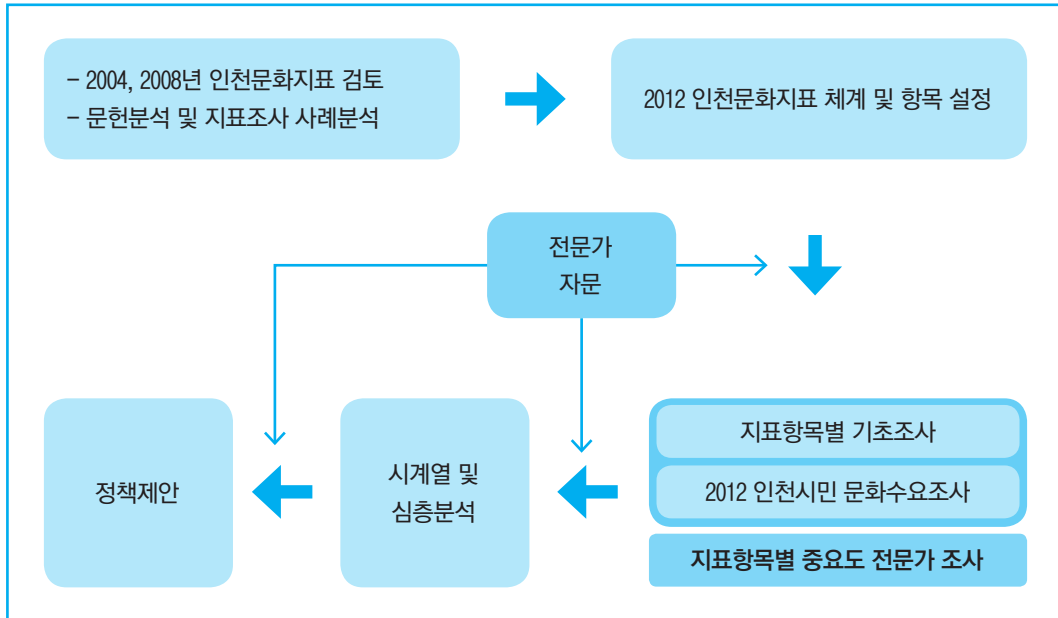 – 2004, 2008년 인천문화지표 검토
– 문헌분석 및 지표조사 사례분석
2012 인천문화지표 체계 및 항목 설정
전문가
자문
정책제안
시계열 및
심층분석
지표항목별 기초조사
2012 인천시민 문화수요조사
지표항목별 중요도 전문가 조사